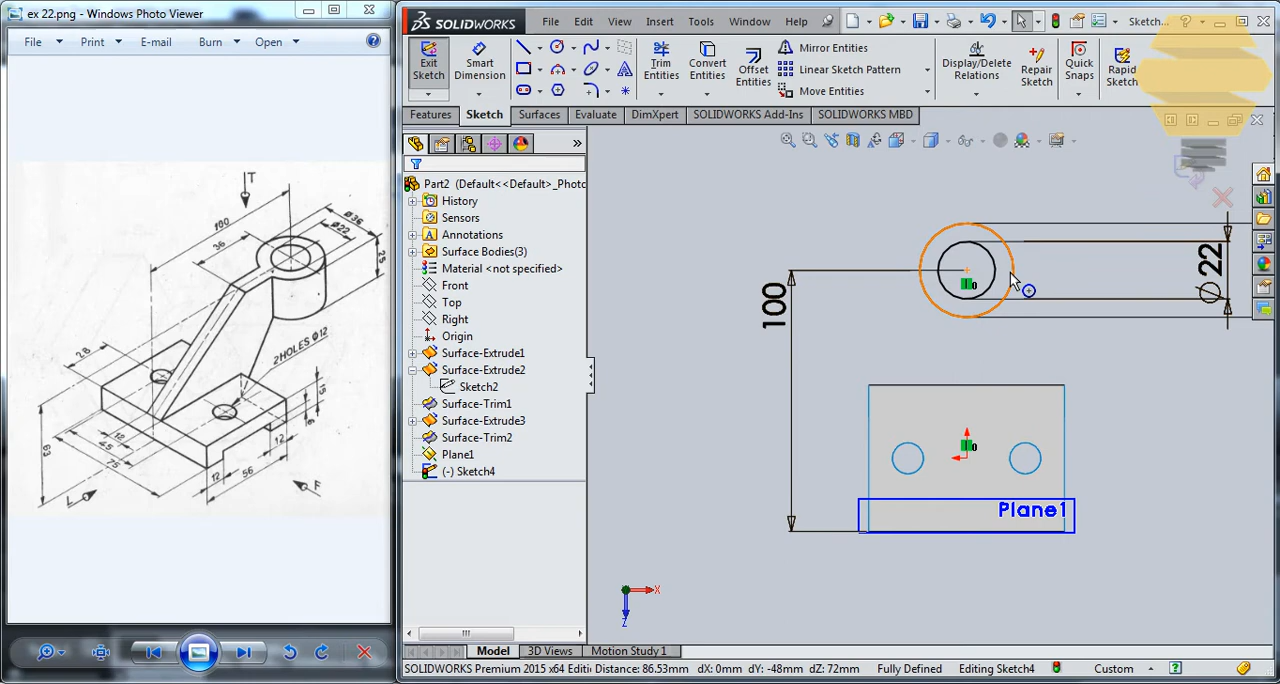 ex 22.png - Windows Photo Viewer
File Print E-mail Burn Open
T
100
36
Ø36
Ø22
25
28
2HOLES Ø12
15
9
63
12
45
75
12
12
56
L
F
SOLIDWORKS
File Edit View Insert Tools Window Help
Sketch...
Exit Sketch
Smart Dimension
Trim Entities
Convert Entities
Offset Entities
Mirror Entities
Linear Sketch Pattern
Move Entities
Display/Delete Relations
Repair Sketch
Quick Snaps
Rapid Sketch
Features Sketch Surfaces Evaluate DimXpert SOLIDWORKS Add-Ins SOLIDWORKS MBD
Part2 (Default<<Default>_Photo
History
Sensors
Annotations
Surface Bodies(3)
Material <not specified>
Front
Top
Right
Origin
Surface-Extrude1
Surface-Extrude2
Sketch2
Surface-Trim1
Surface-Extrude3
Surface-Trim2
Plane1
(-) Sketch4
100
Ø22
0
0
Plane1
X
Z
Model 3D Views Motion Study 1
SOLIDWORKS Premium 2015 x64 Editi Distance: 86.53mm dX: 0mm dY: -48mm dZ: 72mm Fully Defined Editing Sketch4 Custom